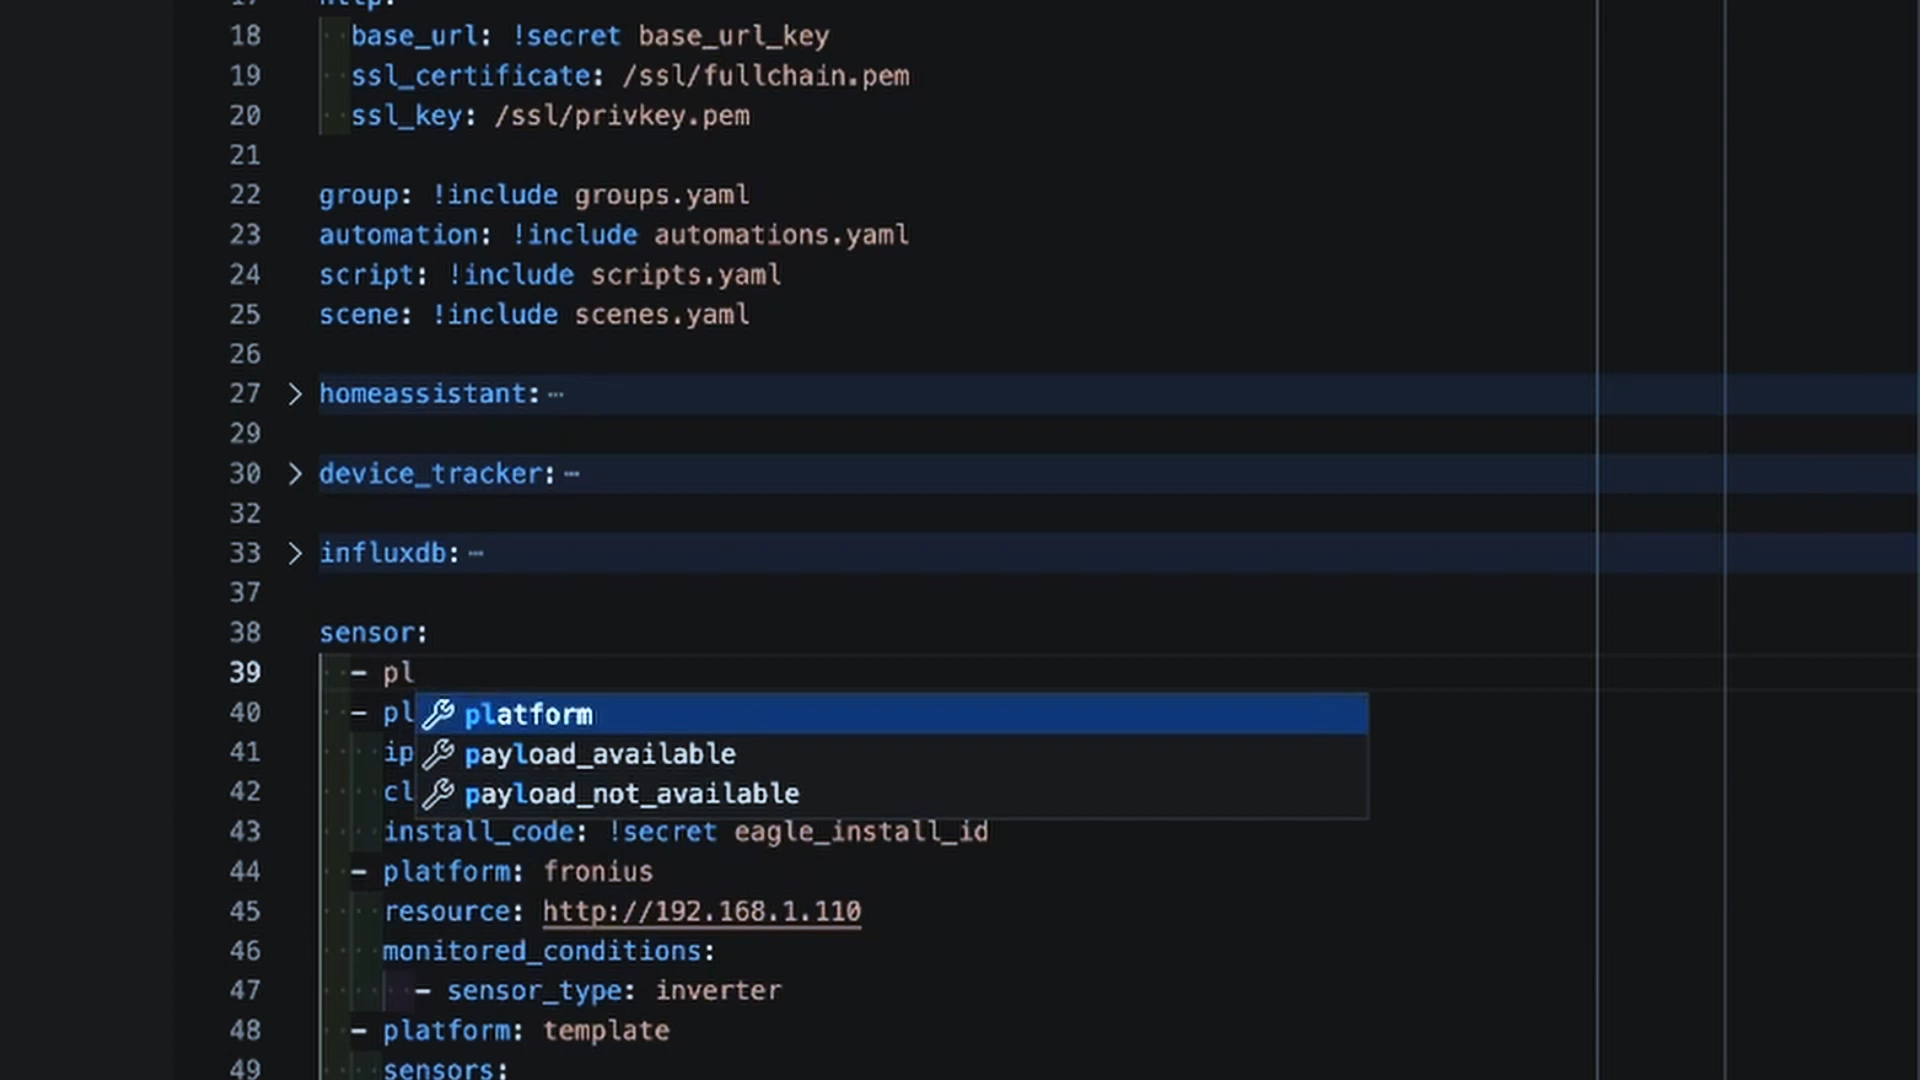 18 base_url: !secret base_url_key
19 ssl_certificate: /ssl/fullchain.pem
20 ssl_key: /ssl/privkey.pem
21
22 group: !include groups.yaml
23 automation: !include automations.yaml
24 script: !include scripts.yaml
25 scene: !include scenes.yaml
26
27 homeassistant: …
29
30 device_tracker: …
32
33 influxdb: …
37
38 sensor:
39 - pl
40 - pl platform
41 ip payload_available
42 cl payload_not_available
43 install_code: !secret eagle_install_id
44 - platform: fronius
45 resource: http://192.168.1.110
46 monitored_conditions:
47 - sensor_type: inverter
48 - platform: template
49 sensors: